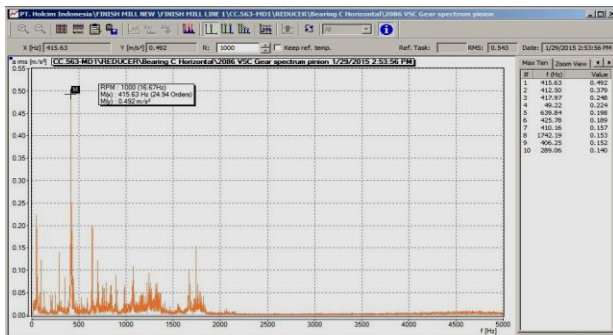 PT. Holcim Indonesia\FINISH MILL NEW \FINISH MILL LINE 1\CC.563-MD1\REDUCER\Bearing C Horizontal\2086 VSC Gear spectrum pinion
X [Hz] 415.63 Y [m/s²] 0.492 R: 1000 Keep ref. temp. Ref. Task: RMS: 0.543 Date: 1/29/2015 2:53:56 PM
a rms [m/s²] CC.563-MD1\REDUCER\Bearing C Horizontal\2086 VSC Gear spectrum pinion 1/29/2015 2:53:56 PM
Max Ten Zoom View
# f (Hz) Value
1 415.63 0.492
2 412.50 0.379
3 417.97 0.248
4 49.22 0.224
5 639.84 0.198
6 425.78 0.189
7 410.16 0.157
8 1742.19 0.153
9 406.25 0.152
10 289.06 0.140
M
RPM : 1000 (16.67Hz)
M(x) : 415.63 Hz (24.94 Orders)
M(y) : 0.492 m/s²
0.55
0.50
0.45
0.40
0.35
0.30
0.25
0.20
0.15
0.10
0.05
0.00
0 500 1000 1500 2000 2500 3000 3500 4000 4500 5000
f [Hz]